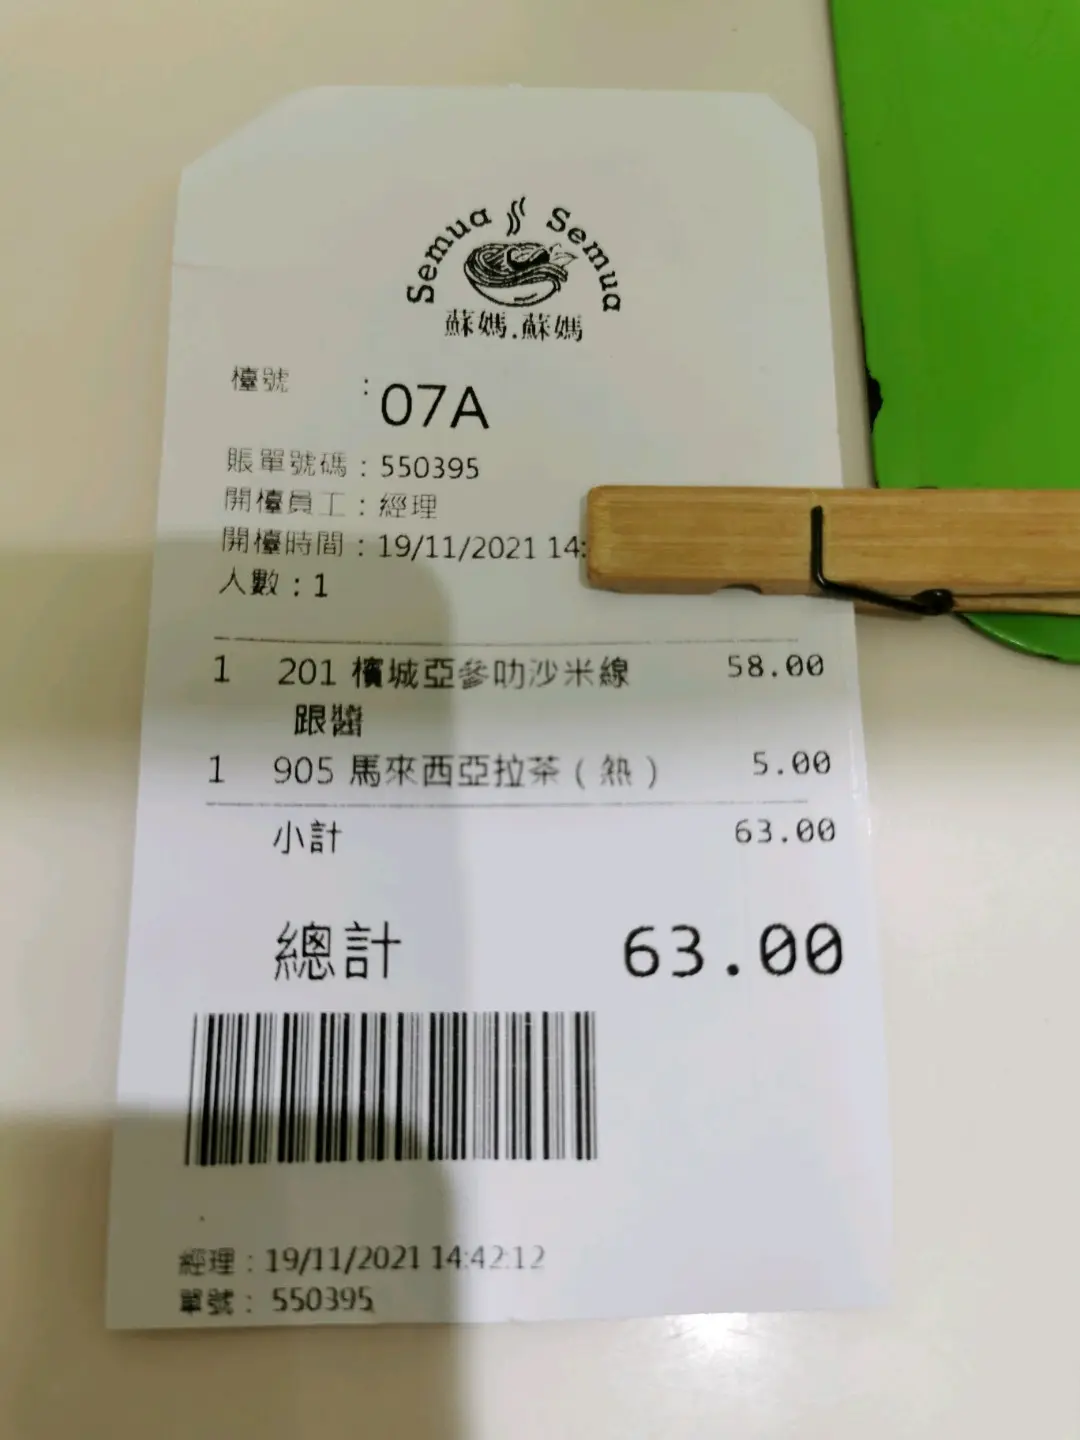 Semua Semua
蘇媽.蘇媽
檯號 : 07A
賬單號碼 : 550395
開檯員工 : 經理
開檯時間 : 19/11/2021 14:
人數 : 1
1 201 檳城亞參叻沙米線 58.00
跟醬
1 905 馬來西亞拉茶 ( 熱 ) 5.00
小計 63.00
總計 63.00
經理 : 19/11/2021 14:42:12
單號 : 550395